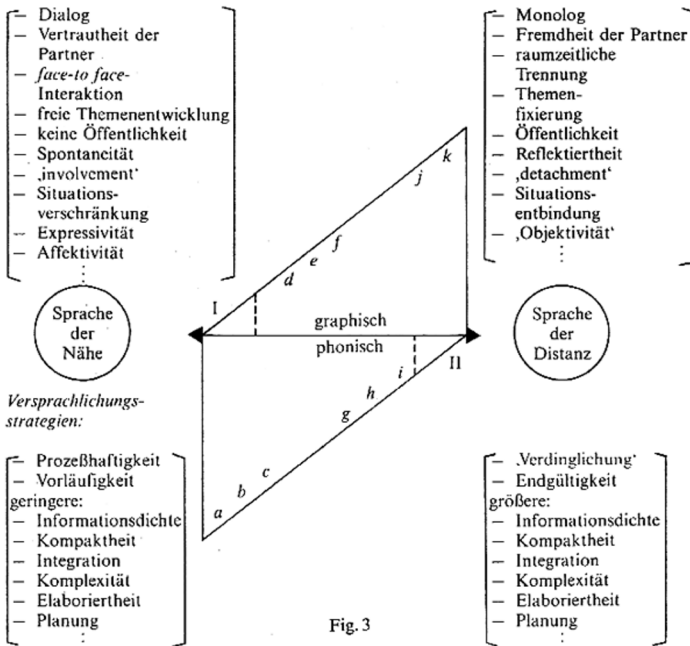 – Dialog
– Vertrautheit der
Partner
– face-to face-
Interaktion
– freie Themenentwicklung
– keine Öffentlichkeit
– Spontaneität
– ‚involvement‘
– Situations-
verschränkung
– Expressivität
– Affektivität
⋮
– Monolog
– Fremdheit der Partner
– raumzeitliche
Trennung
– Themen-
fixierung
– Öffentlichkeit
– Reflektiertheit
– ‚detachment‘
– Situations-
entbindung
– ‚Objektivität‘
⋮
k
j
f
e
d
I
graphisch
phonisch
II
i
h
g
c
b
a
Sprache
der
Nähe
Sprache
der
Distanz
Versprachlichungs-
strategien:
– Prozeßhaftigkeit
– Vorläufigkeit
geringere:
– Informationsdichte
– Kompaktheit
– Integration
– Komplexität
– Elaboriertheit
– Planung
⋮
– ‚Verdinglichung‘
– Endgültigkeit
größere:
– Informationsdichte
– Kompaktheit
– Integration
– Komplexität
– Elaboriertheit
– Planung
⋮
Fig. 3